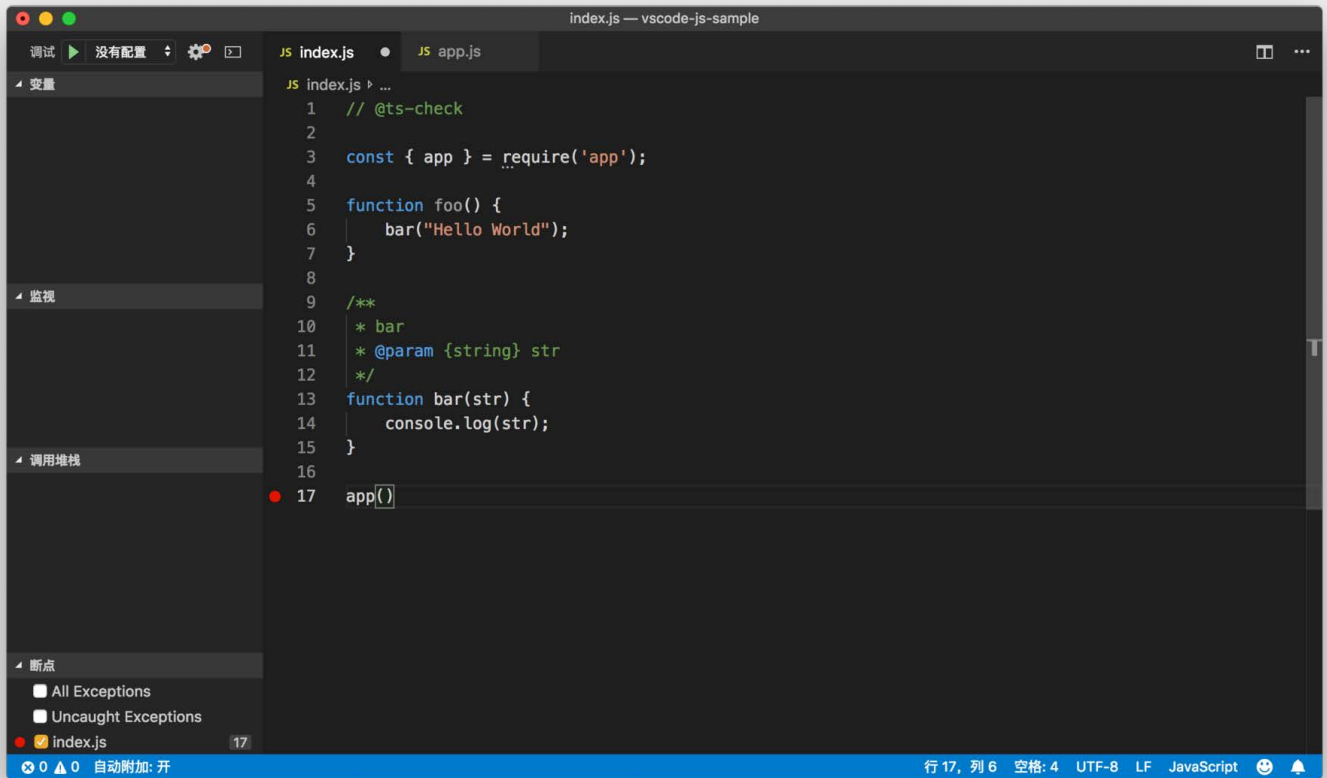 index.js — vscode-js-sample
调试 没有配置
JS index.js
JS app.js
变量
监视
调用堆栈
断点
All Exceptions
Uncaught Exceptions
index.js 17
JS index.js ...
1 // @ts-check
2
3 const { app } = require('app');
4
5 function foo() {
6     bar("Hello World");
7 }
8
9 /**
10  * bar
11  * @param {string} str
12  */
13 function bar(str) {
14     console.log(str);
15 }
16
17 app()
0 0 自动附加: 开
行 17，列 6 空格: 4 UTF-8 LF JavaScript